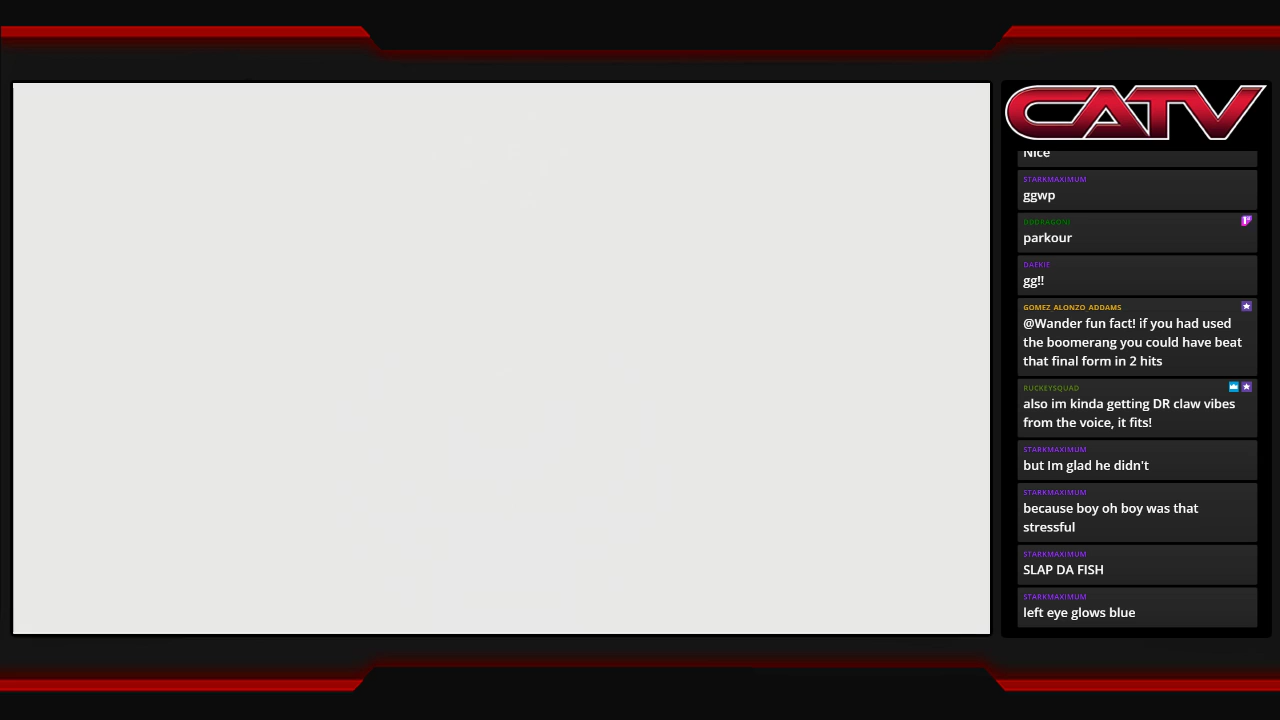 CATV
Nice
STARKMAXIMUM
ggwp
DDDRAGONI
parkour
DAEKIE
gg!!
GOMEZ ALONZO ADDAMS
@Wander fun fact! if you had used
the boomerang you could have beat
that final form in 2 hits
RUCKEYSQUAD
also im kinda getting DR claw vibes
from the voice, it fits!
STARKMAXIMUM
but Im glad he didn't
STARKMAXIMUM
because boy oh boy was that
stressful
STARKMAXIMUM
SLAP DA FISH
STARKMAXIMUM
left eye glows blue